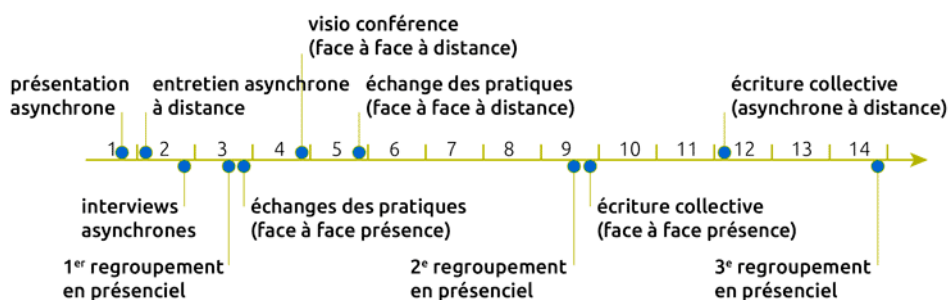 visio conférence
(face à face à distance)
présentation
asynchrone
entretien asynchrone
à distance
échange des pratiques
(face à face à distance)
écriture collective
(asynchrone à distance)
1 2 3 4 5 6 7 8 9 10 11 12 13 14
interviews
asynchrones
échanges des pratiques
(face à face présence)
écriture collective
(face à face présence)
1er regroupement
en présenciel
2e regroupement
en présenciel
3e regroupement
en présenciel